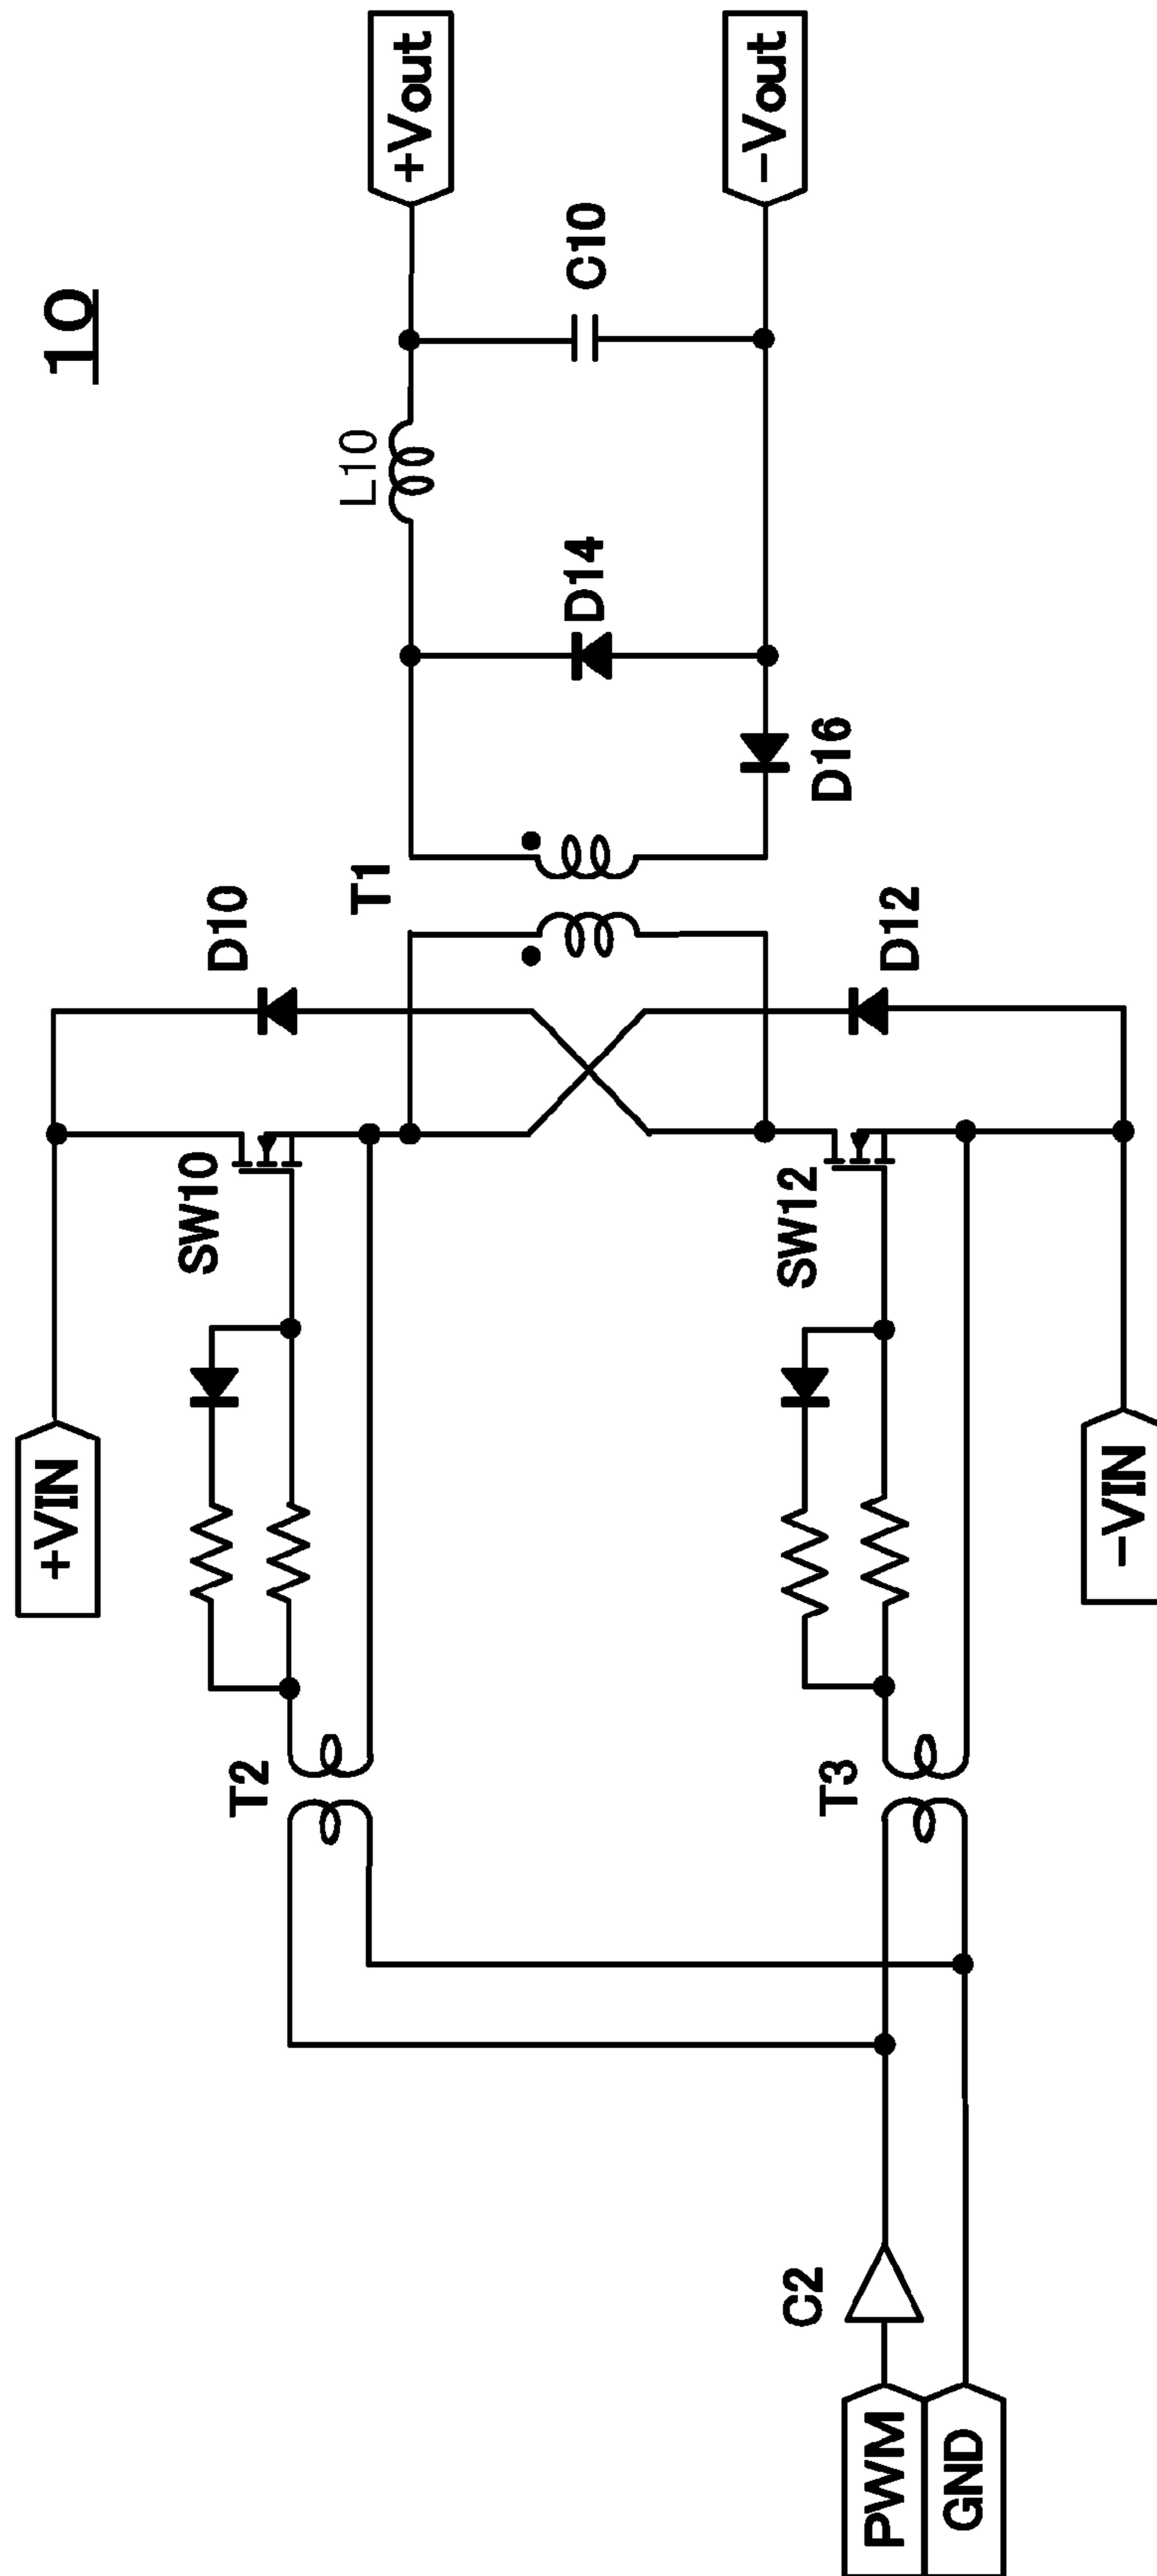 10
+VIN
SW10
D10
T2
T1
L10
+Vout
D14
C10
SW12
D12
D16
-Vout
T3
-VIN
C2
PWM
GND